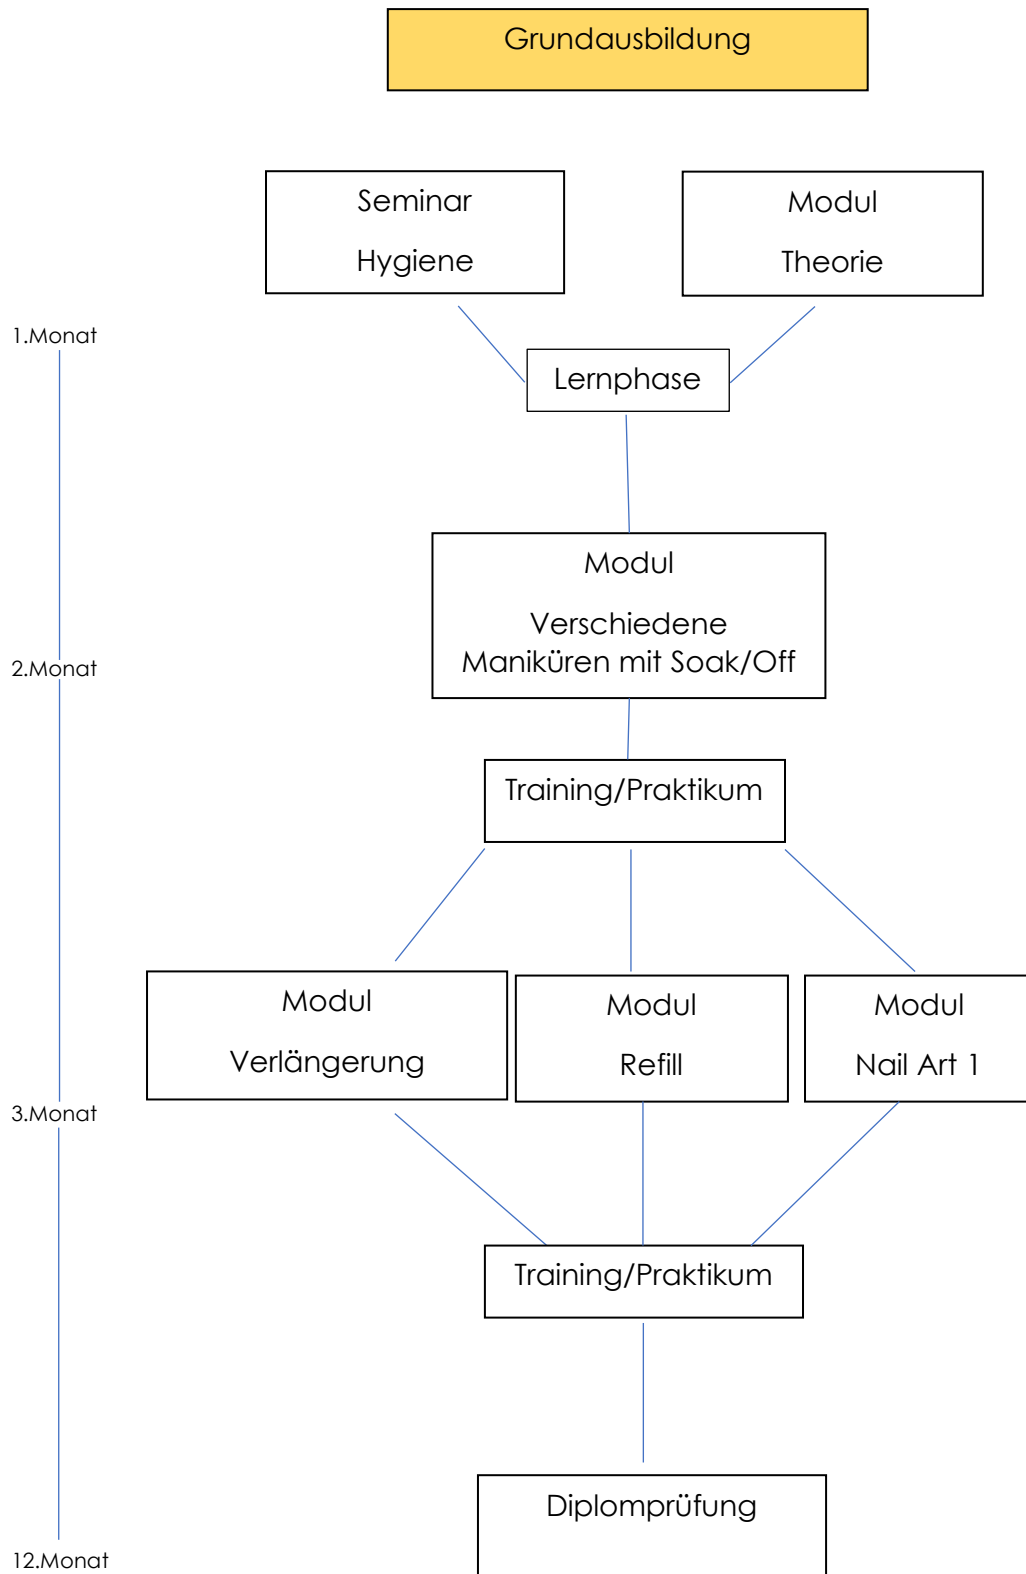 Grundausbildung
Seminar
Hygiene
Modul
Theorie
1.Monat
Lernphase
Modul
Verschiedene
Maniküren mit Soak/Off
2.Monat
Training/Praktikum
Modul
Verlängerung
Modul
Refill
Modul
Nail Art 1
3.Monat
Training/Praktikum
Diplomprüfung
12.Monat